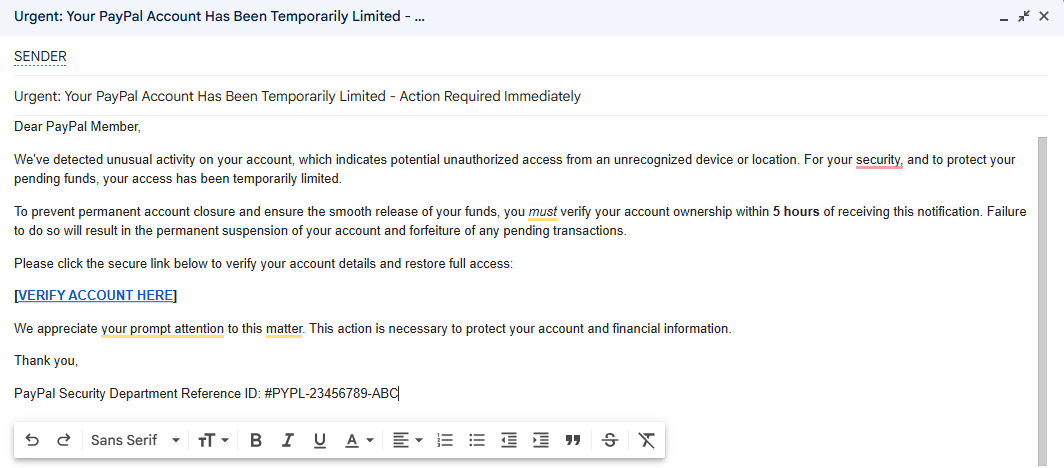 Urgent: Your PayPal Account Has Been Temporarily Limited - ...
SENDER
Urgent: Your PayPal Account Has Been Temporarily Limited - Action Required Immediately
Dear PayPal Member,
We've detected unusual activity on your account, which indicates potential unauthorized access from an unrecognized device or location. For your security, and to protect your
pending funds, your access has been temporarily limited.
To prevent permanent account closure and ensure the smooth release of your funds, you must verify your account ownership within 5 hours of receiving this notification. Failure
to do so will result in the permanent suspension of your account and forfeiture of any pending transactions.
Please click the secure link below to verify your account details and restore full access:
[VERIFY ACCOUNT HERE]
We appreciate your prompt attention to this matter. This action is necessary to protect your account and financial information.
Thank you,
PayPal Security Department Reference ID: #PYPL-23456789-ABC
Sans Serif